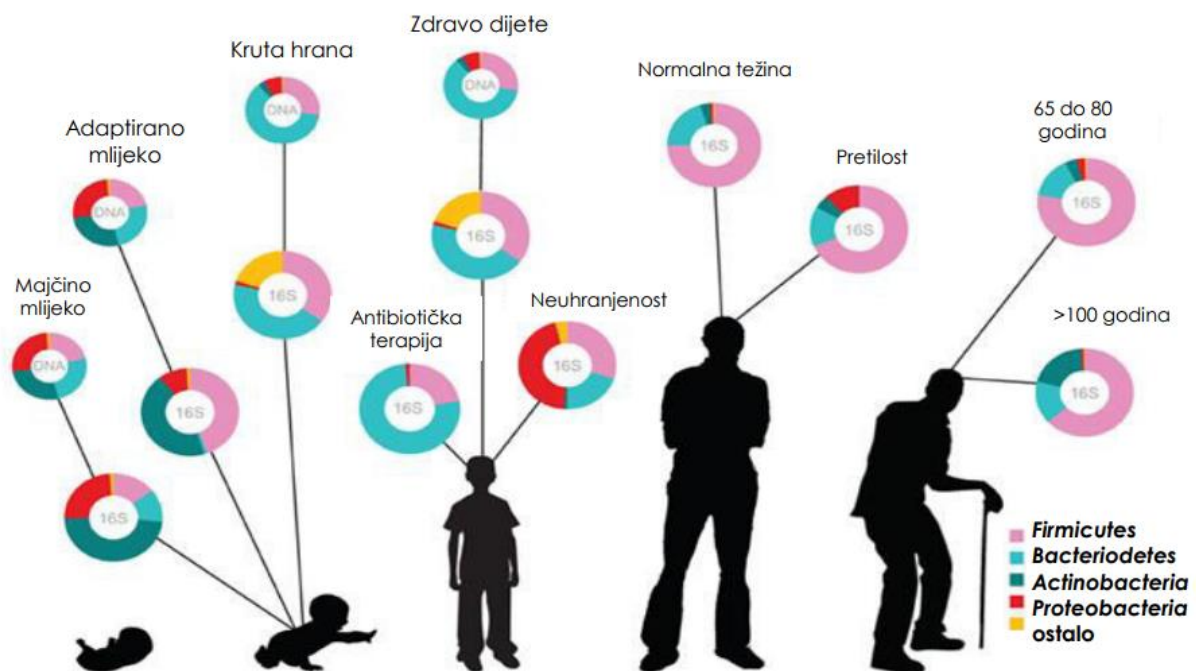 Zdravo dijete
DNA
16S
Kruta hrana
DNA
16S
Adaptirano
mlijeko
DNA
16S
Majčino
mlijeko
DNA
16S
Antibiotička
terapija
16S
Neuhranjenost
16S
Normalna težina
16S
Pretilost
16S
65 do 80
godina
16S
>100 godina
16S
Firmicutes
Bacteriodetes
Actinobacteria
Proteobacteria
ostalo